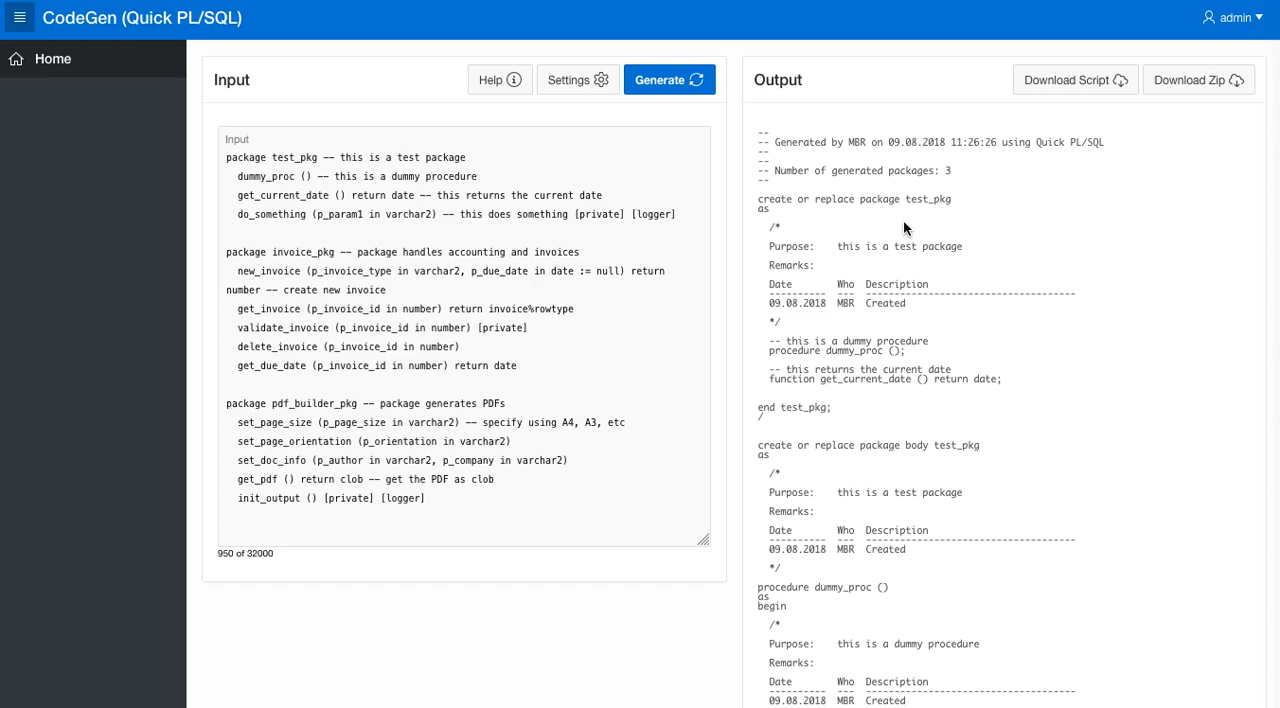 CodeGen (Quick PL/SQL)
admin
Home
Input
Help
Settings
Generate
Input
package test_pkg -- this is a test package
dummy_proc () -- this is a dummy procedure
get_current_date () return date -- this returns the current date
do_something (p_param1 in varchar2) -- this does something [private] [logger]
package invoice_pkg -- package handles accounting and invoices
new_invoice (p_invoice_type in varchar2, p_due_date in date := null) return
number -- create new invoice
get_invoice (p_invoice_id in number) return invoice%rowtype
validate_invoice (p_invoice_id in number) [private]
delete_invoice (p_invoice_id in number)
get_due_date (p_invoice_id in number) return date
package pdf_builder_pkg -- package generates PDFs
set_page_size (p_page_size in varchar2) -- specify using A4, A3, etc
set_page_orientation (p_orientation in varchar2)
set_doc_info (p_author in varchar2, p_company in varchar2)
get_pdf () return clob -- get the PDF as clob
init_output () [private] [logger]
950 of 32000
Output
Download Script
Download Zip
--
-- Generated by MBR on 09.08.2018 11:26:26 using Quick PL/SQL
--
--
-- Number of generated packages: 3
--
create or replace package test_pkg
as
/*
Purpose:    this is a test package
Remarks:
Date        Who  Description
----------  ---  -------------------------------------
09.08.2018  MBR  Created
*/
-- this is a dummy procedure
procedure dummy_proc ();
-- this returns the current date
function get_current_date () return date;
end test_pkg;
/
create or replace package body test_pkg
as
/*
Purpose:    this is a test package
Remarks:
Date        Who  Description
----------  ---  -------------------------------------
09.08.2018  MBR  Created
*/
procedure dummy_proc ()
as
begin
/*
Purpose:    this is a dummy procedure
Remarks:
Date        Who  Description
----------  ---  -------------------------------------
09.08.2018  MBR  Created